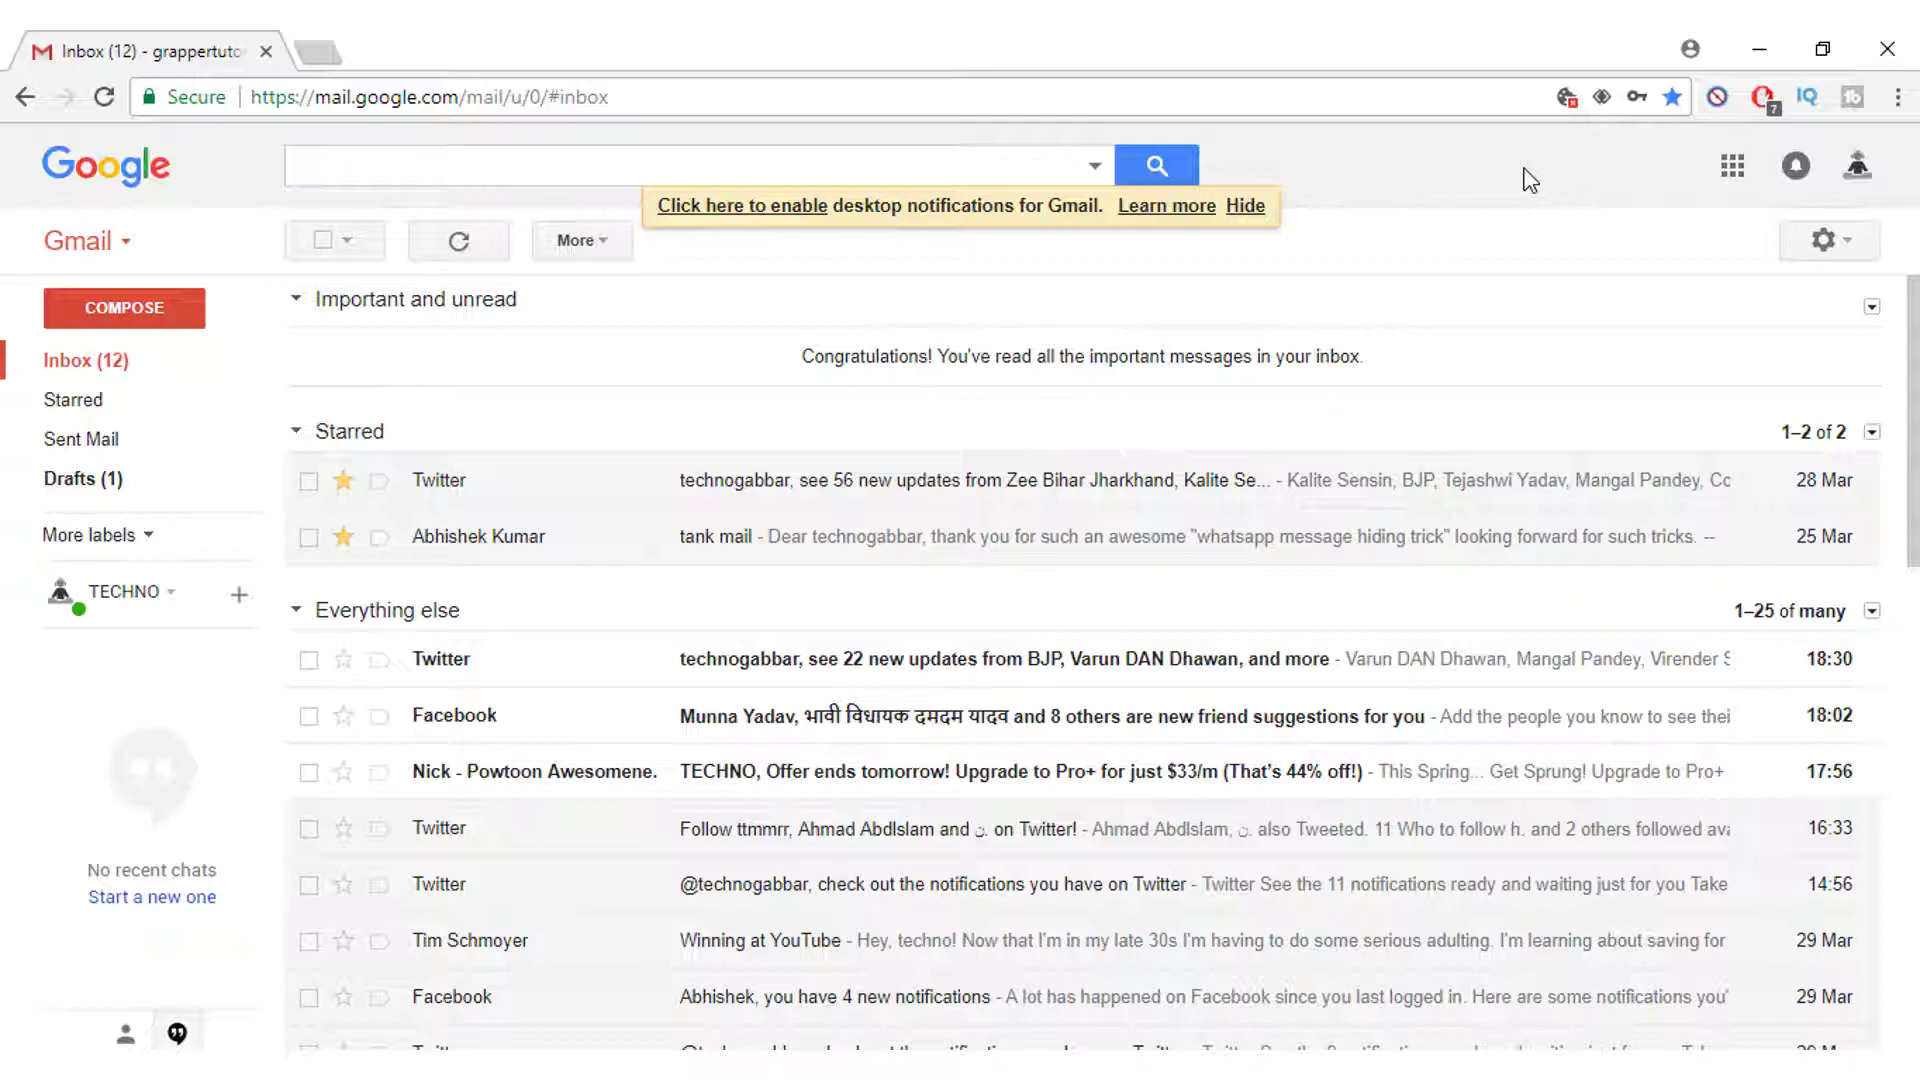 Inbox (12) - grappertuto
Secure https://mail.google.com/mail/u/0/#inbox
7
IQ
tb
Google
Click here to enable desktop notifications for Gmail. Learn more Hide
Gmail
More
COMPOSE
Inbox (12)
Starred
Sent Mail
Drafts (1)
More labels
TECHNO
No recent chats
Start a new one
Important and unread
Congratulations! You've read all the important messages in your inbox.
Starred 1–2 of 2
Twitter technogabbar, see 56 new updates from Zee Bihar Jharkhand, Kalite Se... - Kalite Sensin, BJP, Tejashwi Yadav, Mangal Pandey, Co 28 Mar
Abhishek Kumar tank mail - Dear technogabbar, thank you for such an awesome "whatsapp message hiding trick" looking forward for such tricks. -- 25 Mar
Everything else 1–25 of many
Twitter technogabbar, see 22 new updates from BJP, Varun DAN Dhawan, and more - Varun DAN Dhawan, Mangal Pandey, Virender S 18:30
Facebook Munna Yadav, भावी विधायक दमदम यादव and 8 others are new friend suggestions for you - Add the people you know to see thei 18:02
Nick - Powtoon Awesomene. TECHNO, Offer ends tomorrow! Upgrade to Pro+ for just $33/m (That's 44% off!) - This Spring... Get Sprung! Upgrade to Pro+ 17:56
Twitter Follow ttmmrr, Ahmad Abdlslam and ن. on Twitter! - Ahmad Abdlslam, ن. also Tweeted. 11 Who to follow h. and 2 others followed ava 16:33
Twitter @technogabbar, check out the notifications you have on Twitter - Twitter See the 11 notifications ready and waiting just for you Take 14:56
Tim Schmoyer Winning at YouTube - Hey, techno! Now that I'm in my late 30s I'm having to do some serious adulting. I'm learning about saving for 29 Mar
Facebook Abhishek, you have 4 new notifications - A lot has happened on Facebook since you last logged in. Here are some notifications you' 29 Mar